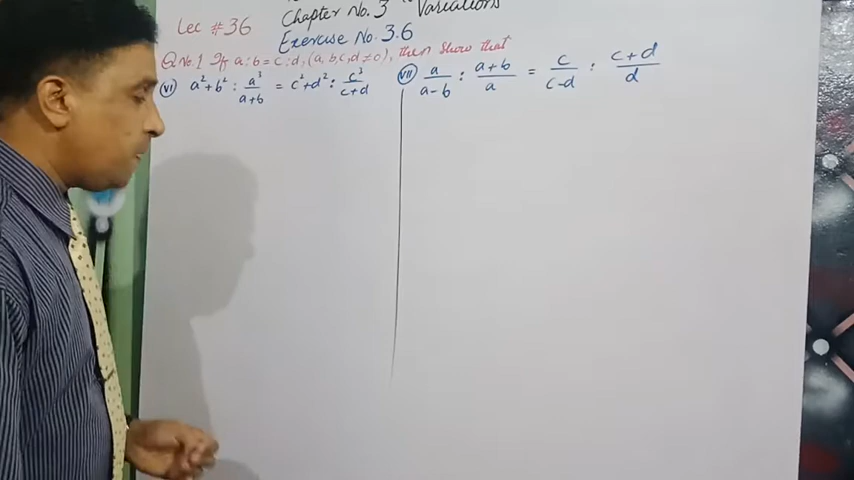 Lec #36
Chapter No. 3 Variations
Exercise No. 3.6
Q No. 1 If a:b = c:d, (a,b,c,d ≠ 0), then Show that
(vi) a²+b² : a³/(a+b) = c²+d² : c³/(c+d)
(vii) a/(a-b) : (a+b)/a = c/(c-d) : (c+d)/d